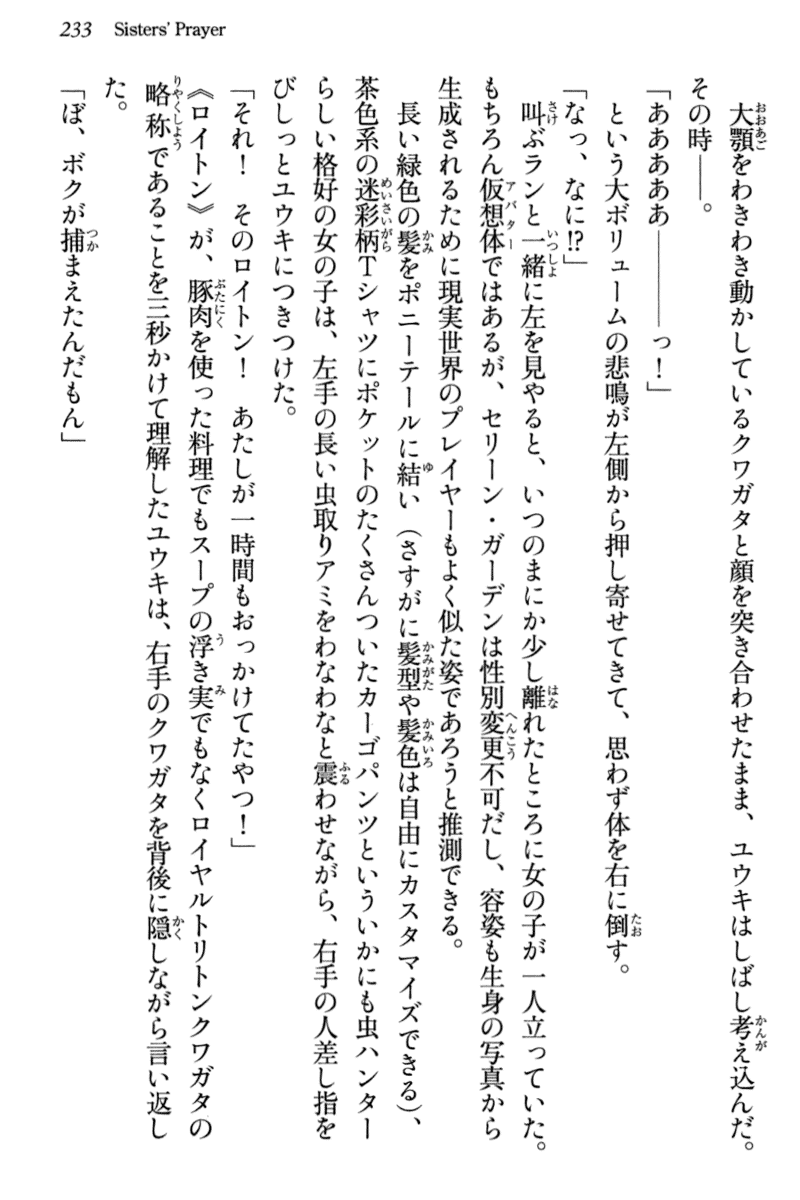 233 Sisters' Prayer
大顎をわきわき動かしているクワガタと顔を突き合わせたまま、ユウキはしばし考え込んだ。
その時――。
「あああああ――――っ！」
という大ボリュームの悲鳴が左側から押し寄せてきて、思わず体を右に倒す。
「なっ、なに!?」
叫ぶランと一緒に左を見やると、いつのまにか少し離れたところに女の子が一人立っていた。
もちろん仮想体ではあるが、セリーン・ガーデンは性別変更不可だし、容姿も生身の写真から
生成されるために現実世界のプレイヤーもよく似た姿であろうと推測できる。
長い緑色の髪をポニーテールに結い（さすがに髪型や髪色は自由にカスタマイズできる）、
茶色系の迷彩柄Tシャツにポケットのたくさんついたカーゴパンツといういかにも虫ハンター
らしい格好の女の子は、左手の長い虫取りアミをわなわなと震わせながら、右手の人差し指を
びしっとユウキにつきつけた。
「それ！　そのロイトン！　あたしが一時間もおっかけてたやつ！」
《ロイトン》が、豚肉を使った料理でもスープの浮き実でもなくロイヤルトリトンクワガタの
略称であることを三秒かけて理解したユウキは、右手のクワガタを背後に隠しながら言い返し
た。
「ぼ、ボクが捕まえたんだもん」